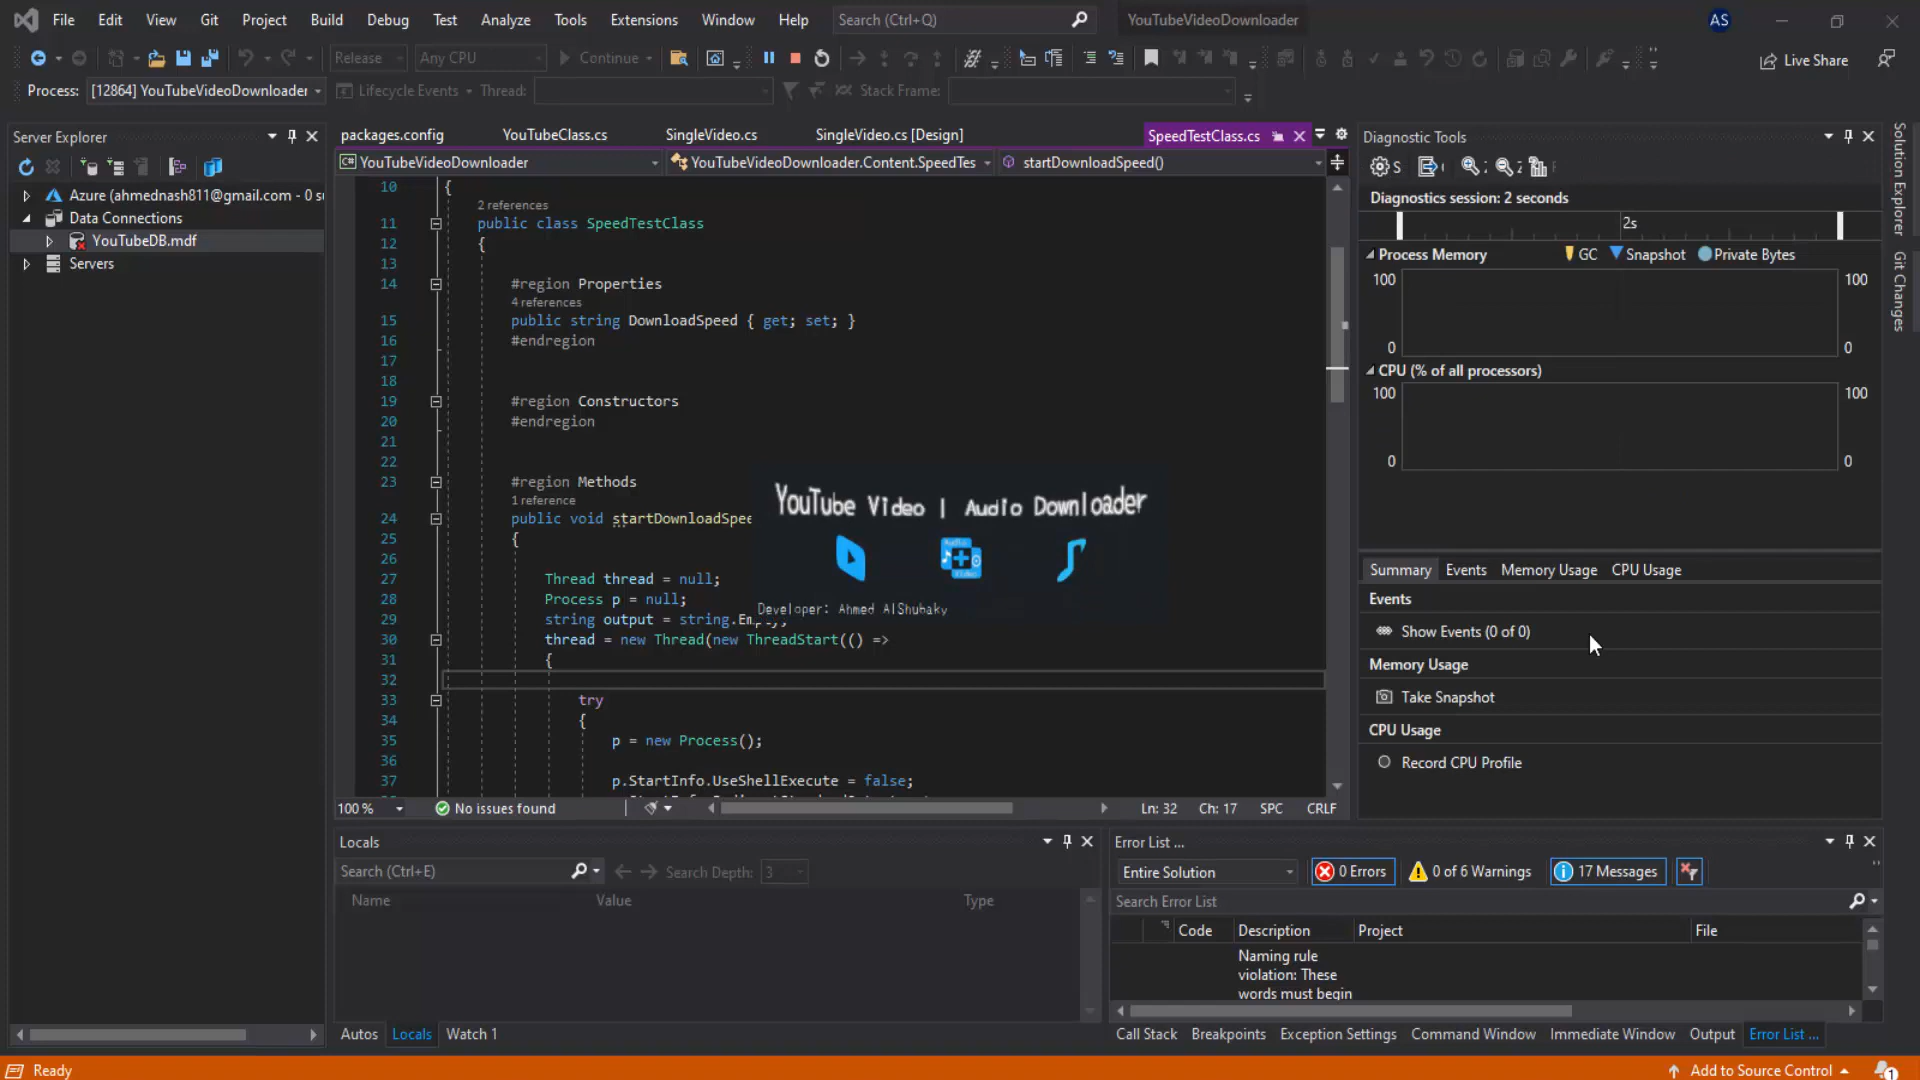 File Edit View Git Project Build Debug Test Analyze Tools Extensions Window Help Search (Ctrl+Q) YouTubeVideoDownloader AS
Release Any CPU Continue Live Share
Process: [12864] YouTubeVideoDownloader Lifecycle Events Thread: Stack Frame:
Server Explorer
Azure (ahmednash811@gmail.com - 0 su
Data Connections
YouTubeDB.mdf
Servers
packages.config YouTubeClass.cs SingleVideo.cs SingleVideo.cs [Design] SpeedTestClass.cs
YouTubeVideoDownloader YouTubeVideoDownloader.Content.SpeedTes startDownloadSpeed()
10 {
2 references
11 public class SpeedTestClass
12 {
13
14 #region Properties
4 references
15 public string DownloadSpeed { get; set; }
16 #endregion
17
18
19 #region Constructors
20 #endregion
21
22
23 #region Methods
1 reference
24 public void startDownloadSpee
25 {
26
27 Thread thread = null;
28 Process p = null;
29 string output = string.Empty;
30 thread = new Thread(new ThreadStart(() =>
31 {
32
33 try
34 {
35 p = new Process();
36
37 p.StartInfo.UseShellExecute = false;
YouTube Video | Audio Downloader
Audio
Video
Developer: Ahmed AlShubaky
100 % No issues found Ln: 32 Ch: 17 SPC CRLF
Diagnostic Tools
S
Diagnostics session: 2 seconds
2s
Process Memory GC Snapshot Private Bytes
100 100
0 0
CPU (% of all processors)
100 100
0 0
Summary Events Memory Usage CPU Usage
Events
Show Events (0 of 0)
Memory Usage
Take Snapshot
CPU Usage
Record CPU Profile
Solution Explorer
Git Changes
Locals
Search (Ctrl+E) Search Depth: 3
Name Value Type
Autos Locals Watch 1
Error List ...
Entire Solution 0 Errors 0 of 6 Warnings 17 Messages
Search Error List
Code Description Project File
Naming rule
violation: These
words must begin
Call Stack Breakpoints Exception Settings Command Window Immediate Window Output Error List ...
Ready Add to Source Control 1